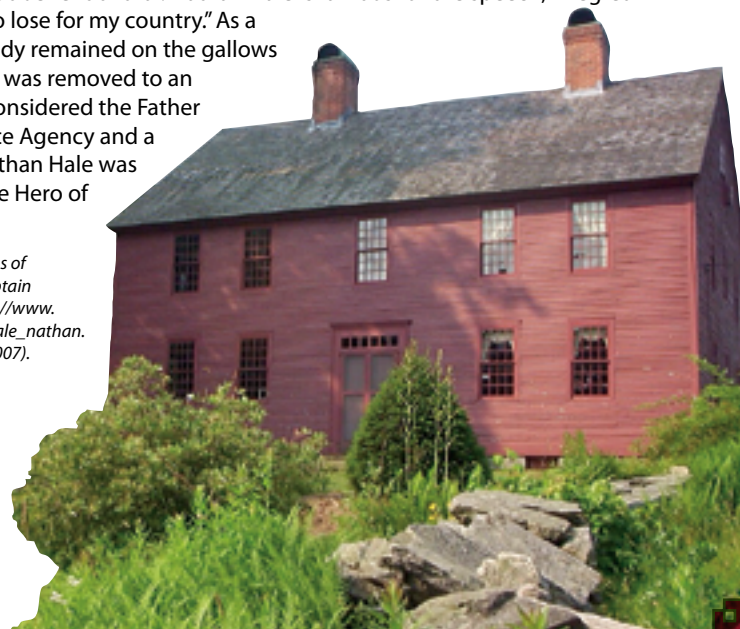 o lose for my country.” As a
dy remained on the gallows
was removed to an
onsidered the Father
e Agency and a
than Hale was
e Hero of
s of
tain
//www.
ale_nathan.
007).